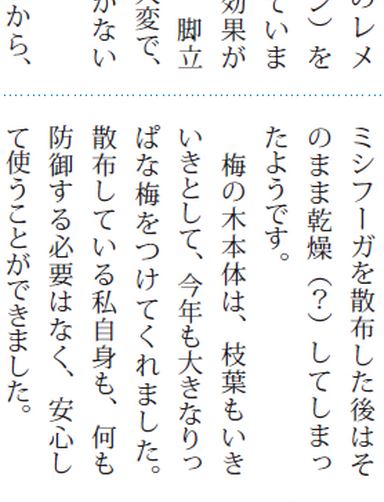 のレメ
ン）を
ていま
効果が
脚立
大変で、
がない
から、
ミシフーガを散布した後はそ
のまま乾燥（？）してしまっ
たようです。
梅の木本体は、枝葉もいき
いきとして、今年も大きなりっ
ぱな梅をつけてくれました。
散布している私自身も、何も
防御する必要はなく、安心し
て使うことができました。